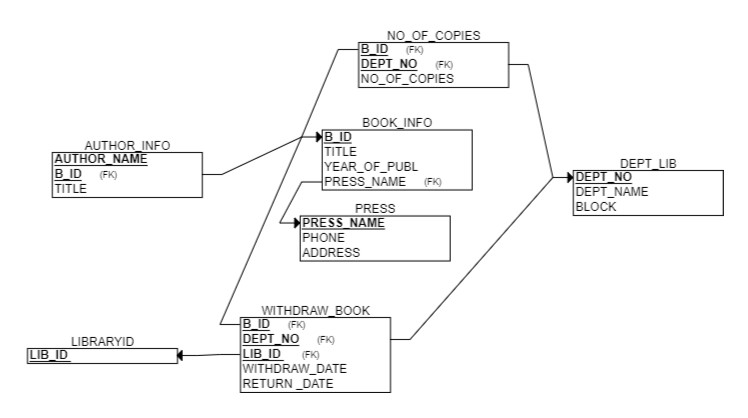 NO_OF_COPIES
B_ID (FK)
DEPT_NO (FK)
NO_OF_COPIES
BOOK_INFO
B_ID
TITLE
YEAR_OF_PUBL
PRESS_NAME (FK)
AUTHOR_INFO
AUTHOR_NAME
B_ID (FK)
TITLE
DEPT_LIB
DEPT_NO
DEPT_NAME
BLOCK
PRESS
PRESS_NAME
PHONE
ADDRESS
WITHDRAW_BOOK
B_ID (FK)
DEPT_NO (FK)
LIB_ID (FK)
WITHDRAW_DATE
RETURN _DATE
LIBRARYID
LIB_ID